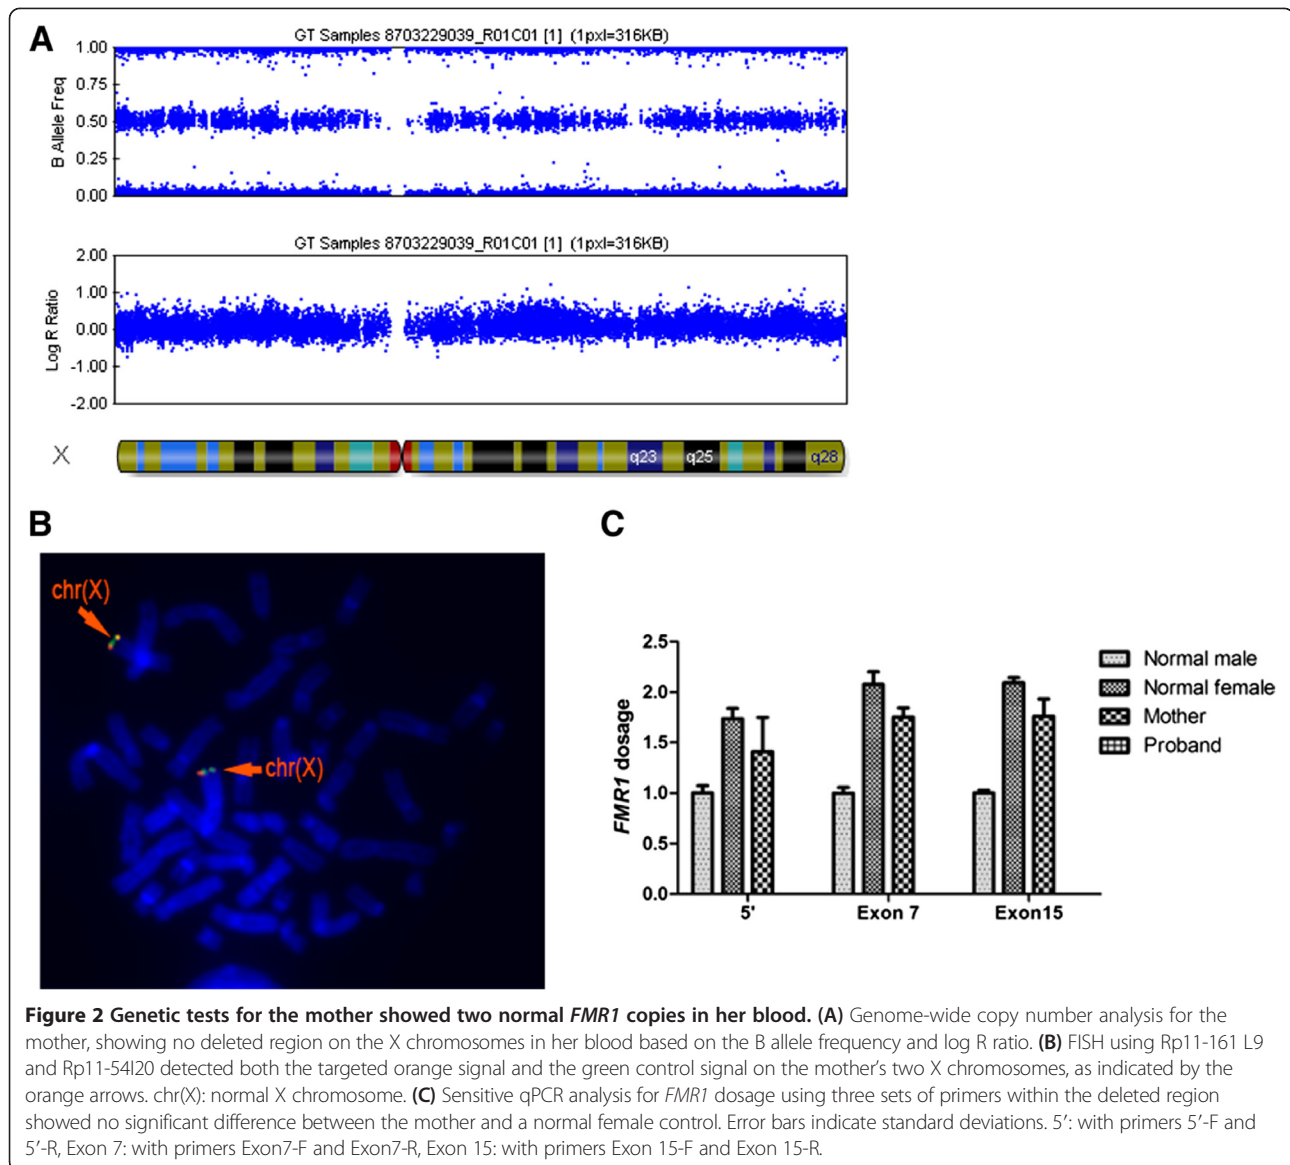 A
GT Samples 8703229039_R01C01 [1] (1pxl=316KB)
B Allele Freq
1.00
0.75
0.50
0.25
0.00
GT Samples 8703229039_R01C01 [1] (1pxl=316KB)
Log R Ratio
2.00
1.00
0.00
-1.00
-2.00
X
q23
q25
q28
B
chr(X)
chr(X)
C
FMR1 dosage
2.5
2.0
1.5
1.0
0.5
0.0
5'
Exon 7
Exon15
Normal male
Normal female
Mother
Proband
Figure 2 Genetic tests for the mother showed two normal FMR1 copies in her blood. (A) Genome-wide copy number analysis for the
mother, showing no deleted region on the X chromosomes in her blood based on the B allele frequency and log R ratio. (B) FISH using Rp11-161 L9
and Rp11-54I20 detected both the targeted orange signal and the green control signal on the mother's two X chromosomes, as indicated by the
orange arrows. chr(X): normal X chromosome. (C) Sensitive qPCR analysis for FMR1 dosage using three sets of primers within the deleted region
showed no significant difference between the mother and a normal female control. Error bars indicate standard deviations. 5′: with primers 5′-F and
5′-R, Exon 7: with primers Exon7-F and Exon7-R, Exon 15: with primers Exon 15-F and Exon 15-R.